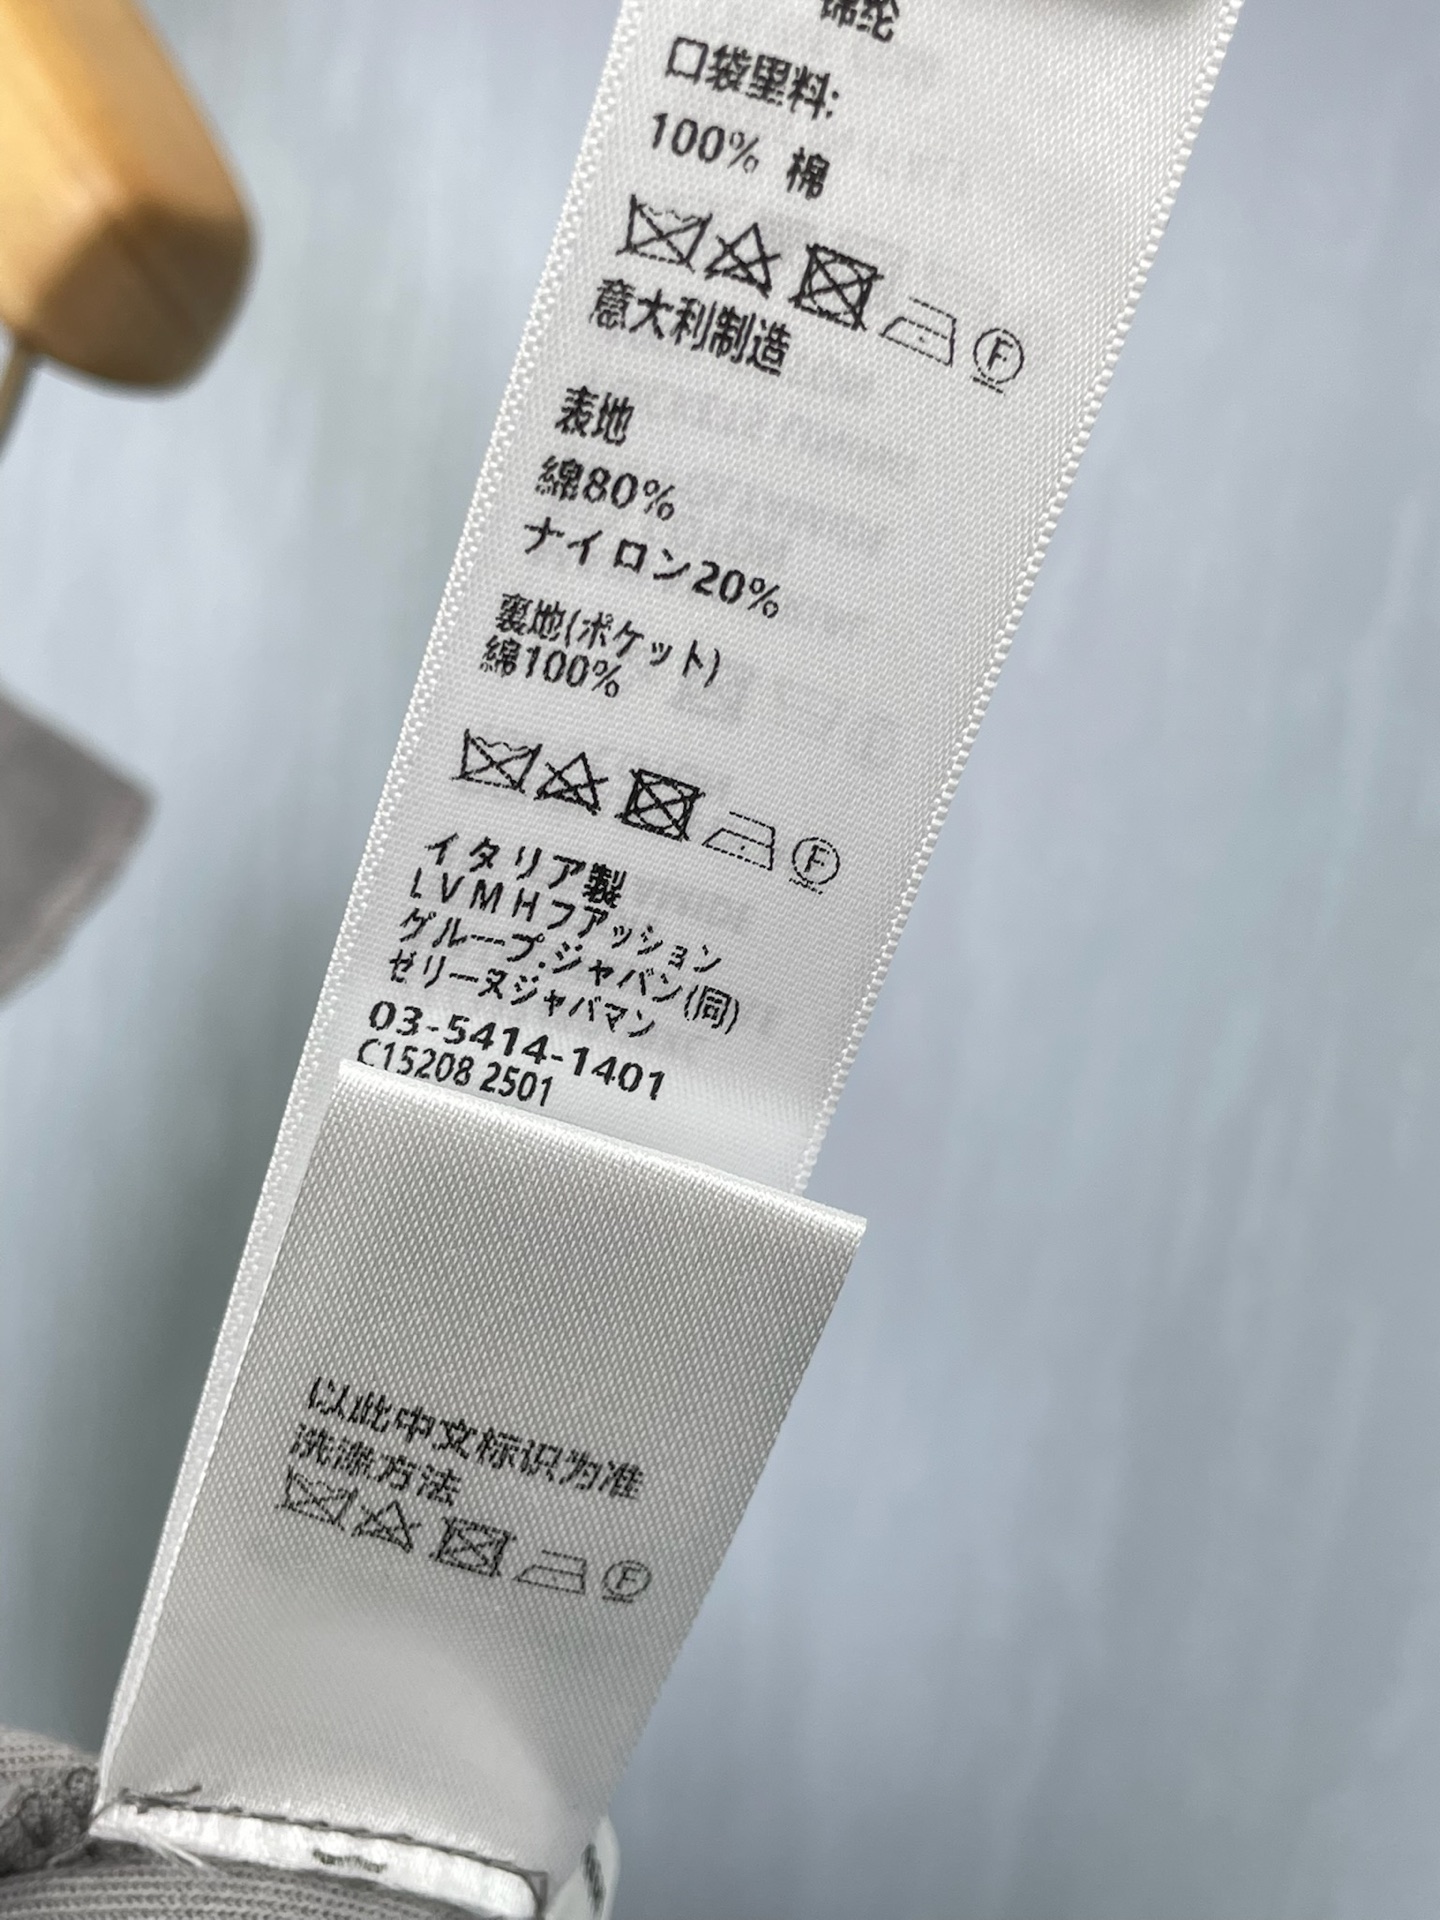 锦纶
口袋里料:
100% 棉
F
意大利制造
表地
綿80%
ナイロン20%
裏地(ポケット)
綿100%
F
イタリア製
LVMHファッション
グループ.ジャバン(同)
ゼリーヌジャバマン
03-5414-1401
C15208 2501
以此中文标识为准
洗涤方法
F